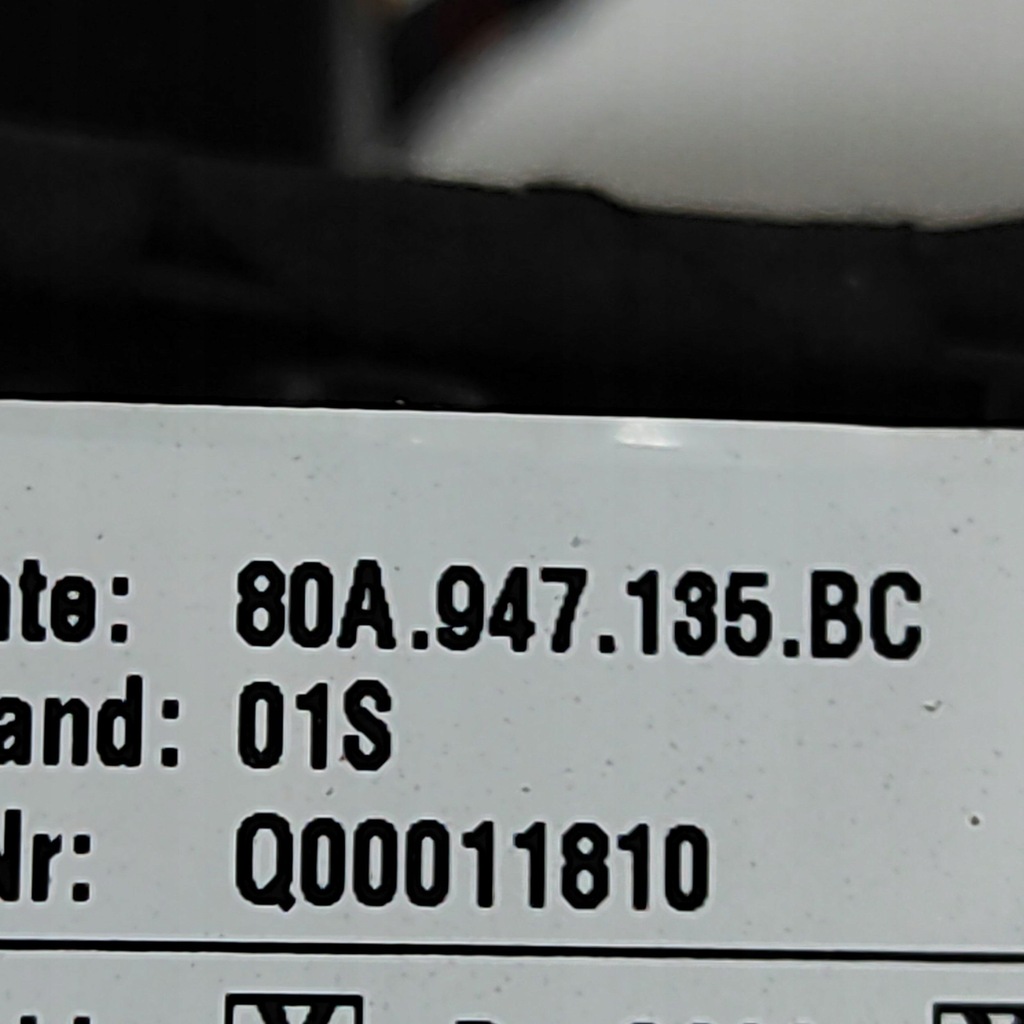 ate: 80A.947.135.BC
and: 01S
Nr: Q00011810